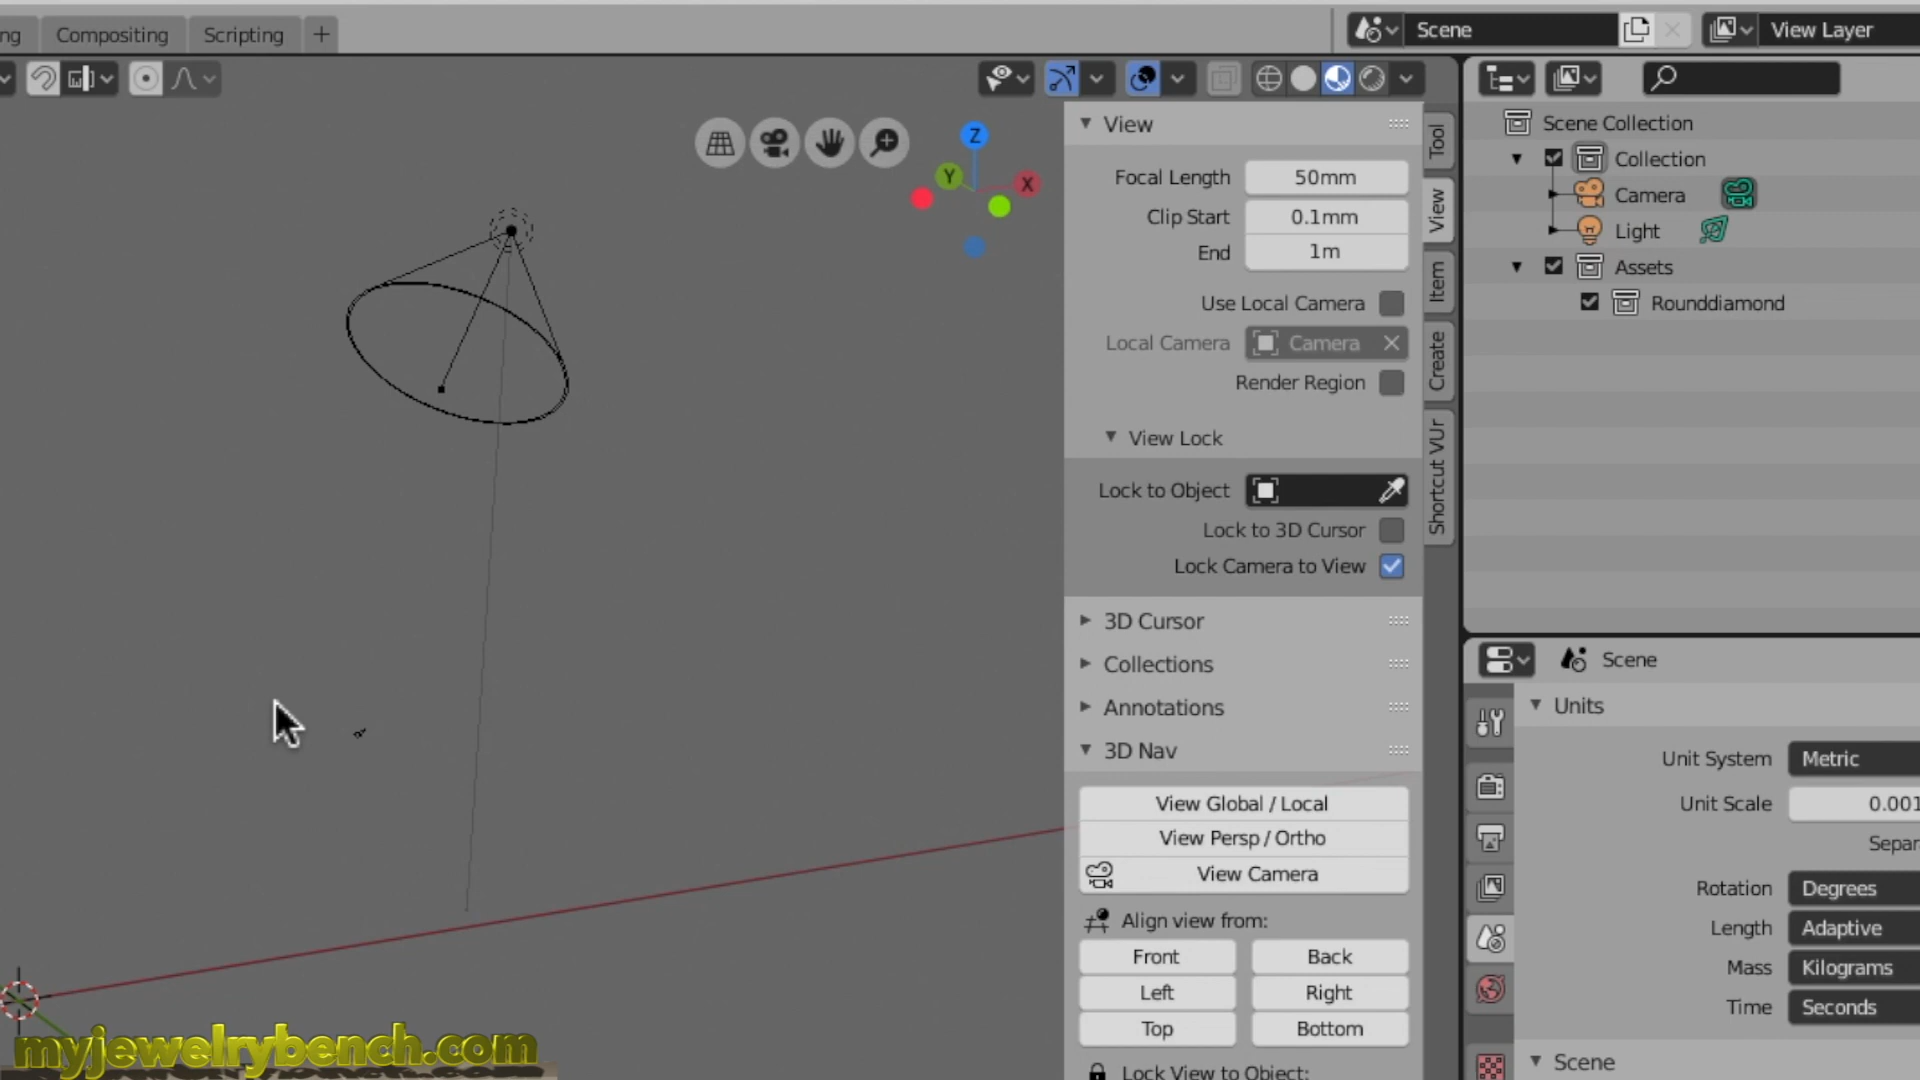 ng
Compositing
Scripting
+
Scene
View Layer
View
Focal Length 50mm
Clip Start 0.1mm
End 1m
Use Local Camera
Local Camera Camera
Render Region
View Lock
Lock to Object
Lock to 3D Cursor
Lock Camera to View
3D Cursor
Collections
Annotations
3D Nav
View Global / Local
View Persp / Ortho
View Camera
Align view from:
Front Back
Left Right
Top Bottom
Lock View to Object:
Z
Y
X
Tool
View
Item
Create
Shortcut VUr
Scene Collection
Collection
Camera
Light
Assets
Rounddiamond
Scene
Units
Unit System Metric
Unit Scale 0.001
Separ
Rotation Degrees
Length Adaptive
Mass Kilograms
Time Seconds
Scene
myjewelrybench.com